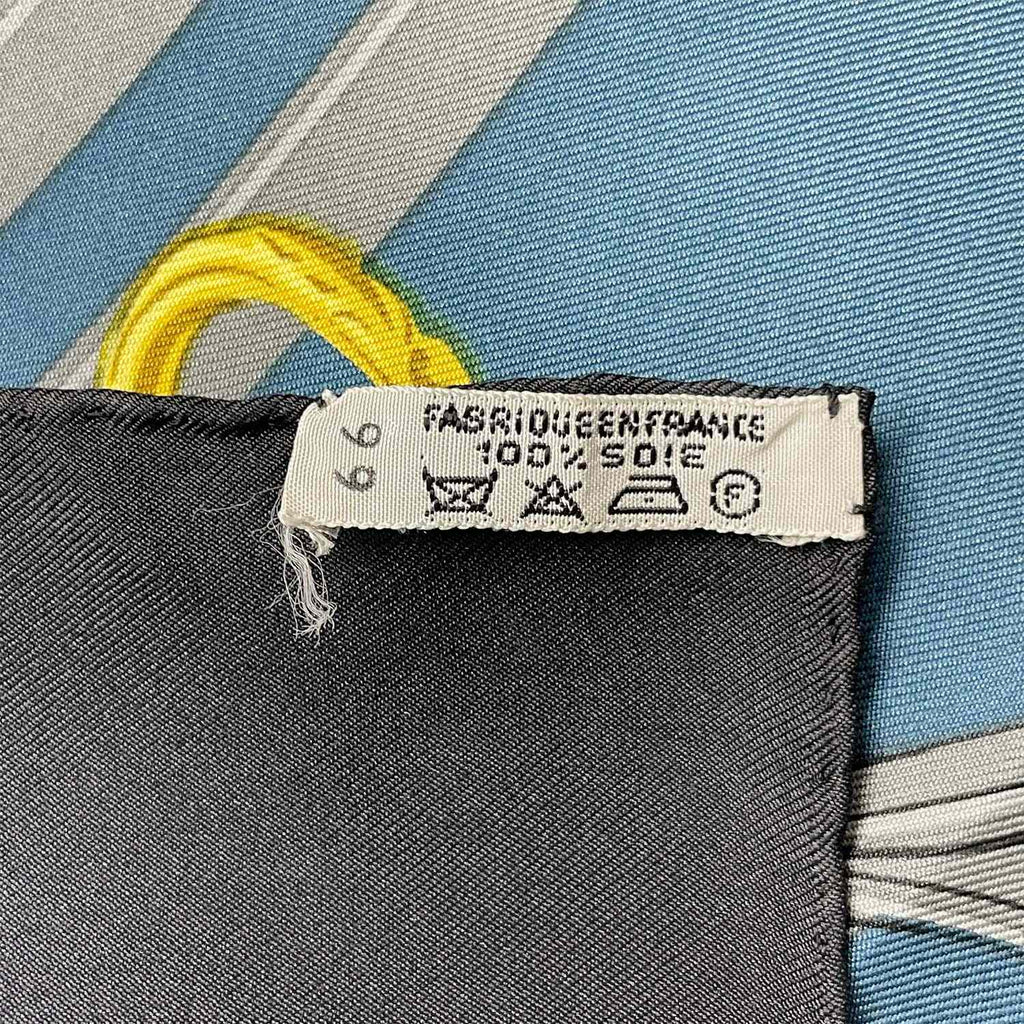 66
FABRIQUE EN FRANCE
100% SOIE
F